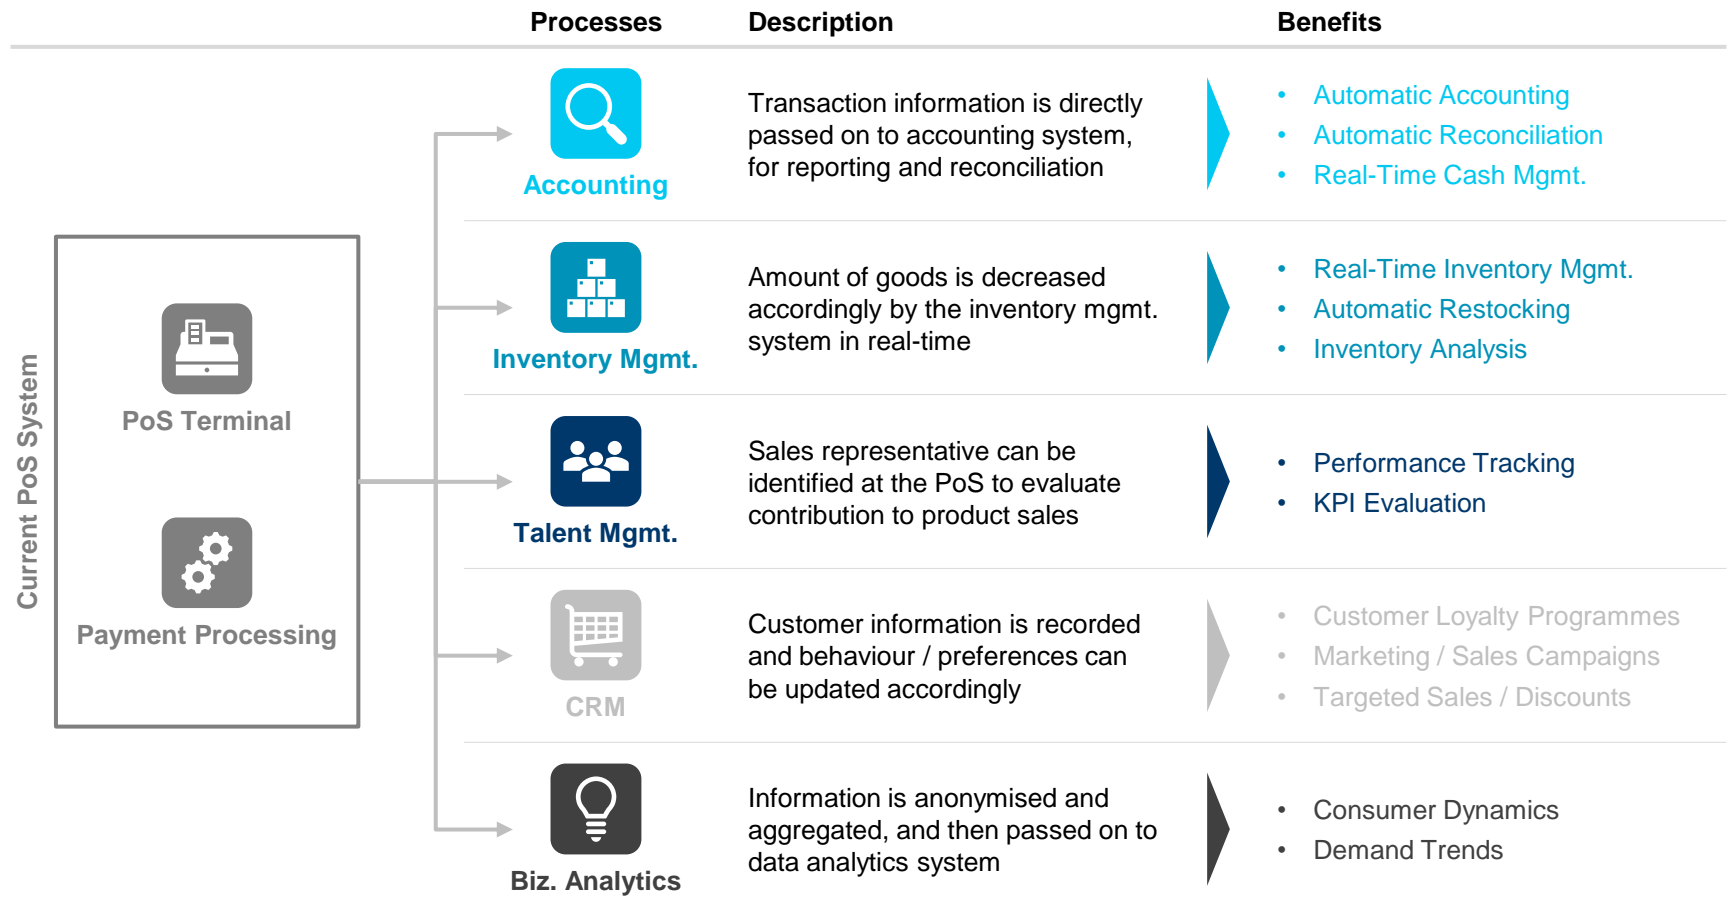 Processes
Description
Benefits
Current PoS System
PoS Terminal
Payment Processing
Accounting
Transaction information is directly
passed on to accounting system,
for reporting and reconciliation
• Automatic Accounting
• Automatic Reconciliation
• Real-Time Cash Mgmt.
Inventory Mgmt.
Amount of goods is decreased
accordingly by the inventory mgmt.
system in real-time
• Real-Time Inventory Mgmt.
• Automatic Restocking
• Inventory Analysis
Talent Mgmt.
Sales representative can be
identified at the PoS to evaluate
contribution to product sales
• Performance Tracking
• KPI Evaluation
CRM
Customer information is recorded
and behaviour / preferences can
be updated accordingly
• Customer Loyalty Programmes
• Marketing / Sales Campaigns
• Targeted Sales / Discounts
Biz. Analytics
Information is anonymised and
aggregated, and then passed on to
data analytics system
• Consumer Dynamics
• Demand Trends